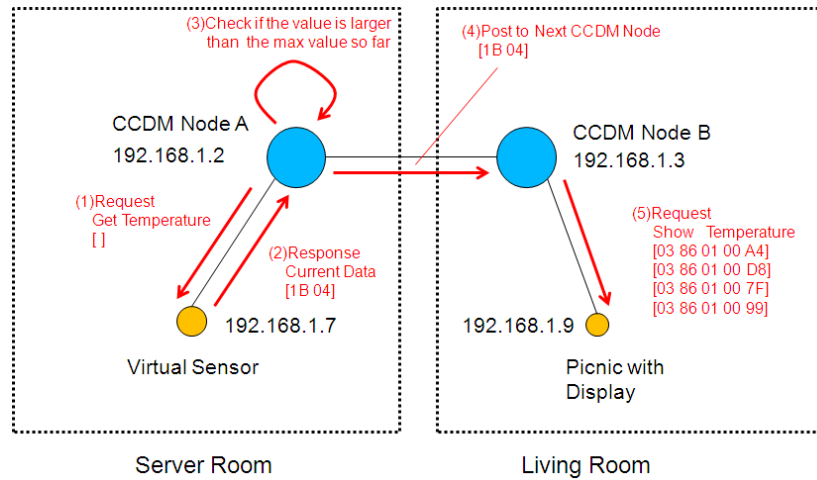 (3)Check if the value is larger
than the max value so far
(4)Post to Next CCDM Node
[1B 04]
CCDM Node A
192.168.1.2
CCDM Node B
192.168.1.3
(1)Request
Get Temperature
[ ]
(2)Response
Current Data
[1B 04]
(5)Request
Show Temperature
[03 86 01 00 A4]
[03 86 01 00 D8]
[03 86 01 00 7F]
[03 86 01 00 99]
192.168.1.7
192.168.1.9
Virtual Sensor
Picnic with
Display
Server Room
Living Room